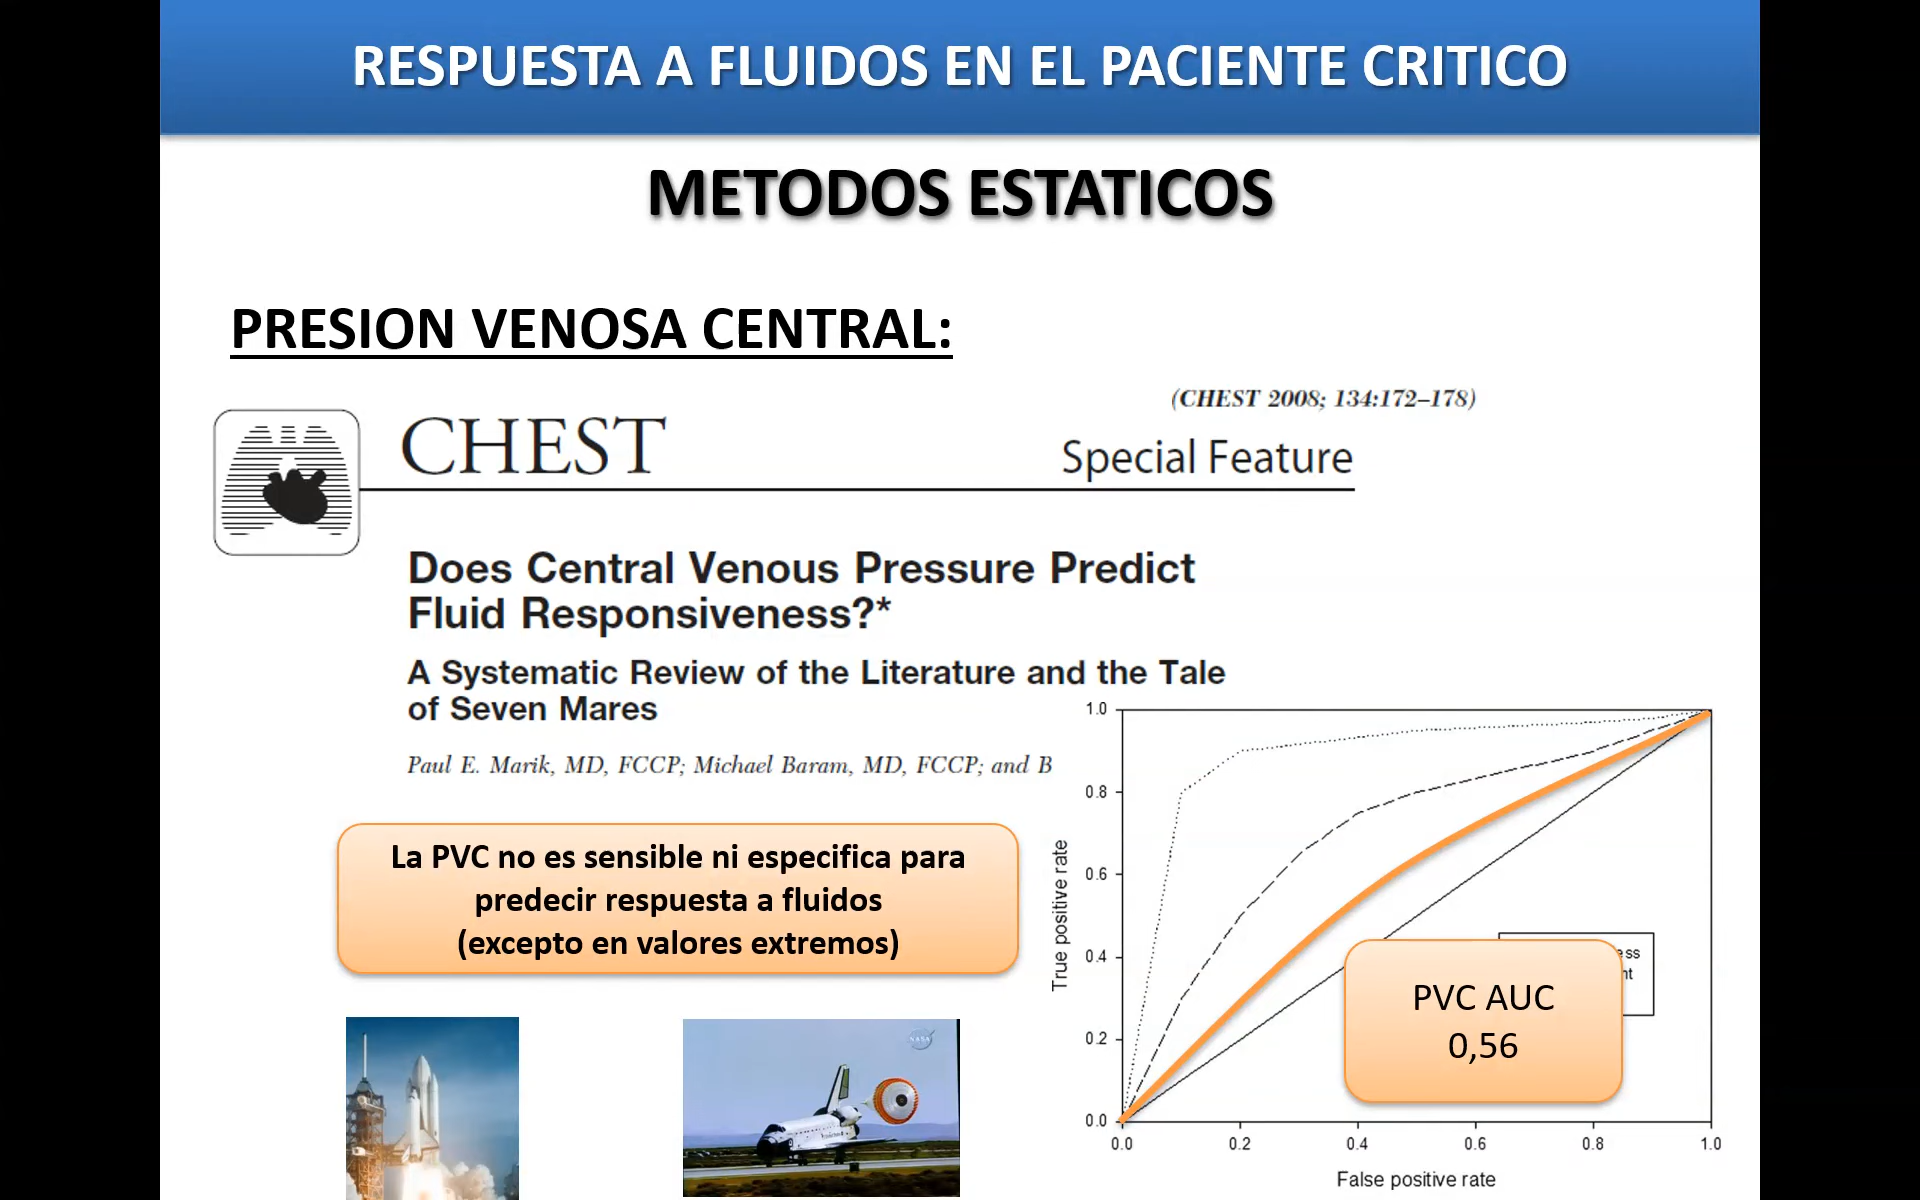 RESPUESTA A FLUIDOS EN EL PACIENTE CRITICO
METODOS ESTATICOS
PRESION VENOSA CENTRAL:
(CHEST 2008; 134:172–178)
CHEST
Special Feature
Does Central Venous Pressure Predict
Fluid Responsiveness?*
A Systematic Review of the Literature and the Tale
of Seven Mares
Paul E. Marik, MD, FCCP; Michael Baram, MD, FCCP; and B
La PVC no es sensible ni especifica para
predecir respuesta a fluidos
(excepto en valores extremos)
NASA
True positive rate
1.0
0.8
0.6
0.4
0.2
0.0
PVC AUC
0,56
0.0 0.2 0.4 0.6 0.8 1.0
False positive rate